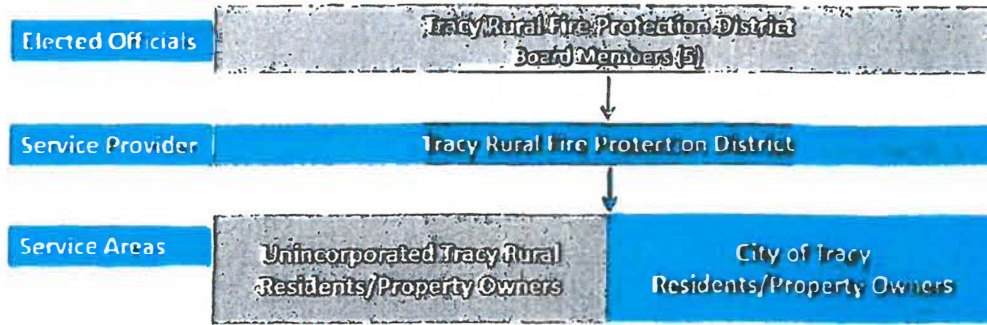 Elected Officials
Tracy Rural Fire Protection District
Board Members (5)
Service Provider
Tracy Rural Fire Protection District
Service Areas
Unincorporated Tracy Rural
Residents/Property Owners
City of Tracy
Residents/Property Owners